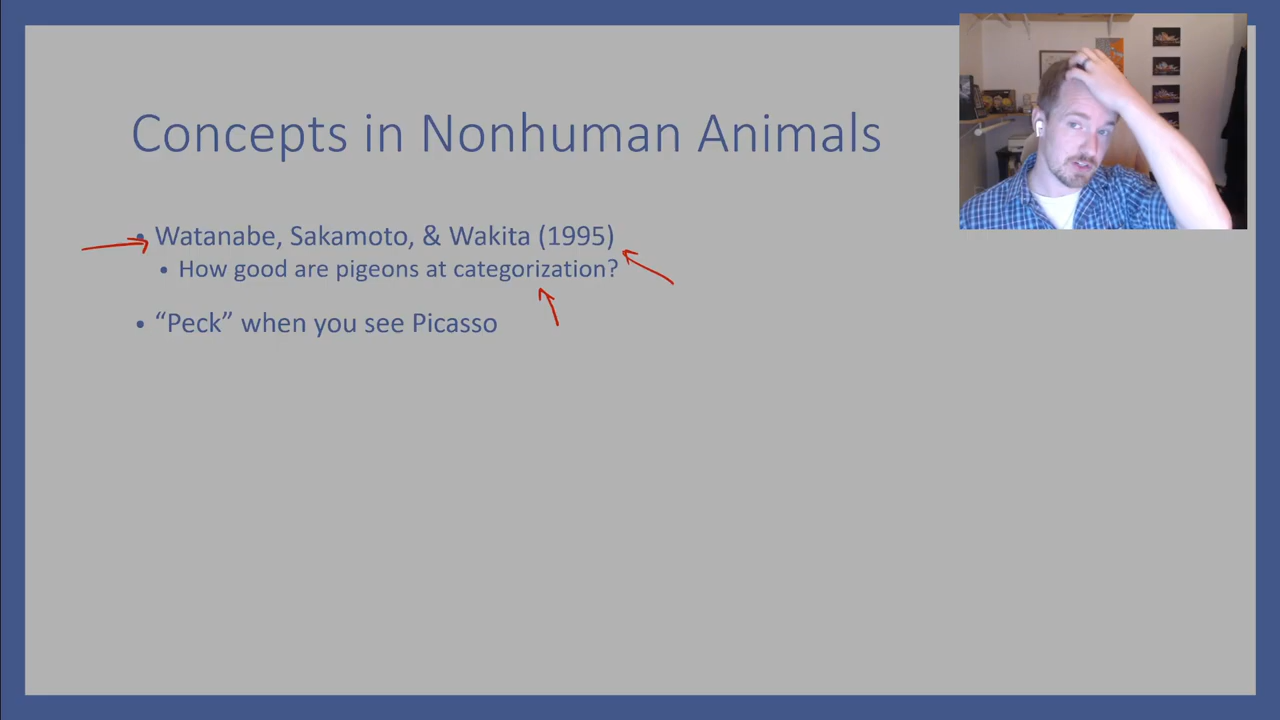 Concepts in Nonhuman Animals
• Watanabe, Sakamoto, & Wakita (1995)
• How good are pigeons at categorization?
• “Peck” when you see Picasso